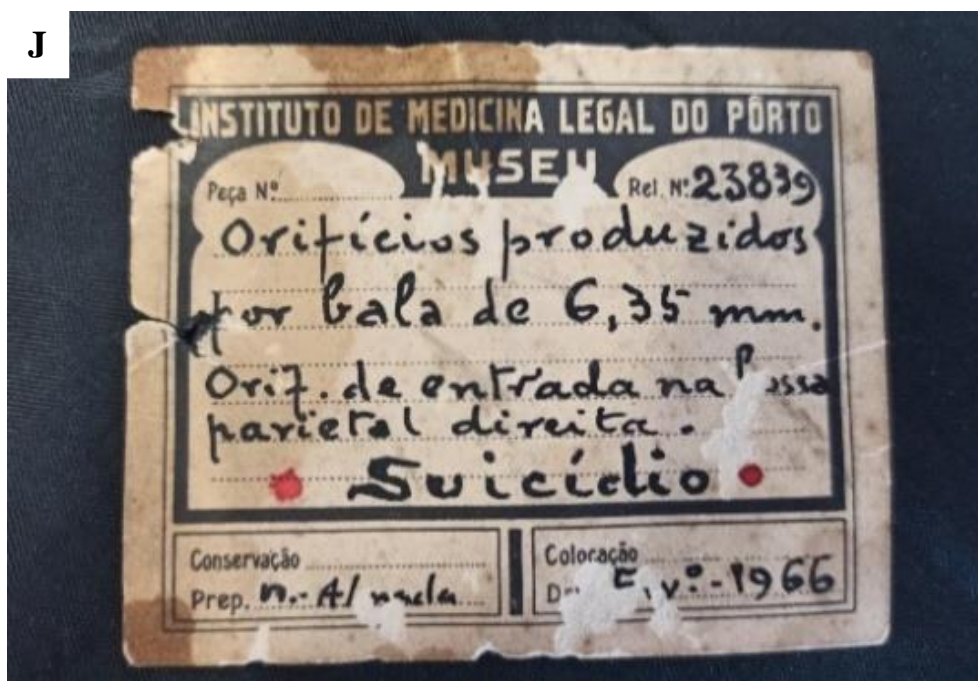 J
INSTITUTO DE MEDICINA LEGAL DO PÔRTO
MUSEU
Peça Nº Rel. Nº 23839
Orifícios produzidos
por bala de 6,35 mm.
Orif. de entrada na fossa
parietal direita.
Suicídio
Conservação
Prep.
Coloração
1966